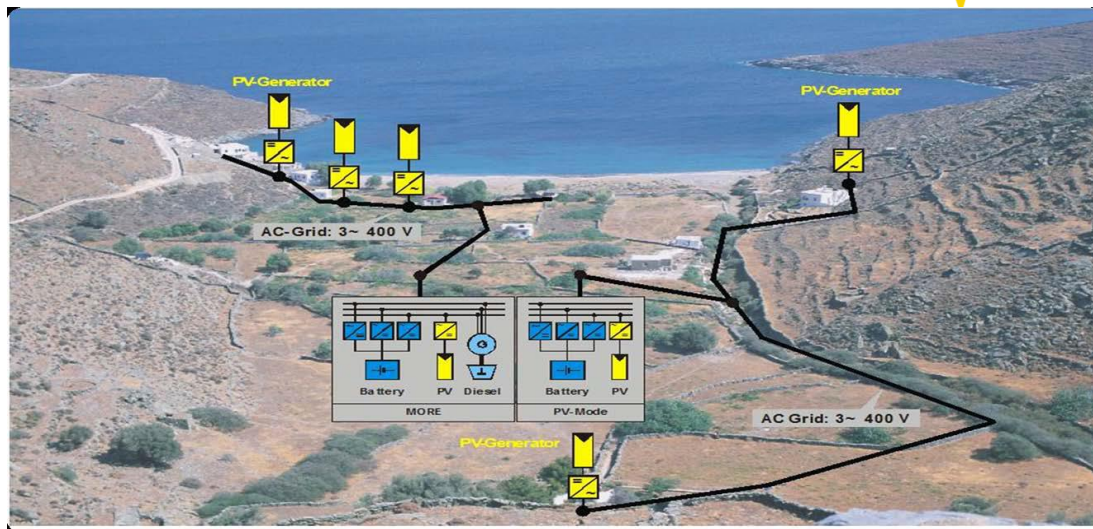 PV-Generator
PV-Generator
AC-Grid: 3~ 400 V
G
Battery PV Diesel
MORE
Battery PV
PV-Mode
AC Grid: 3~ 400 V
PV-Generator